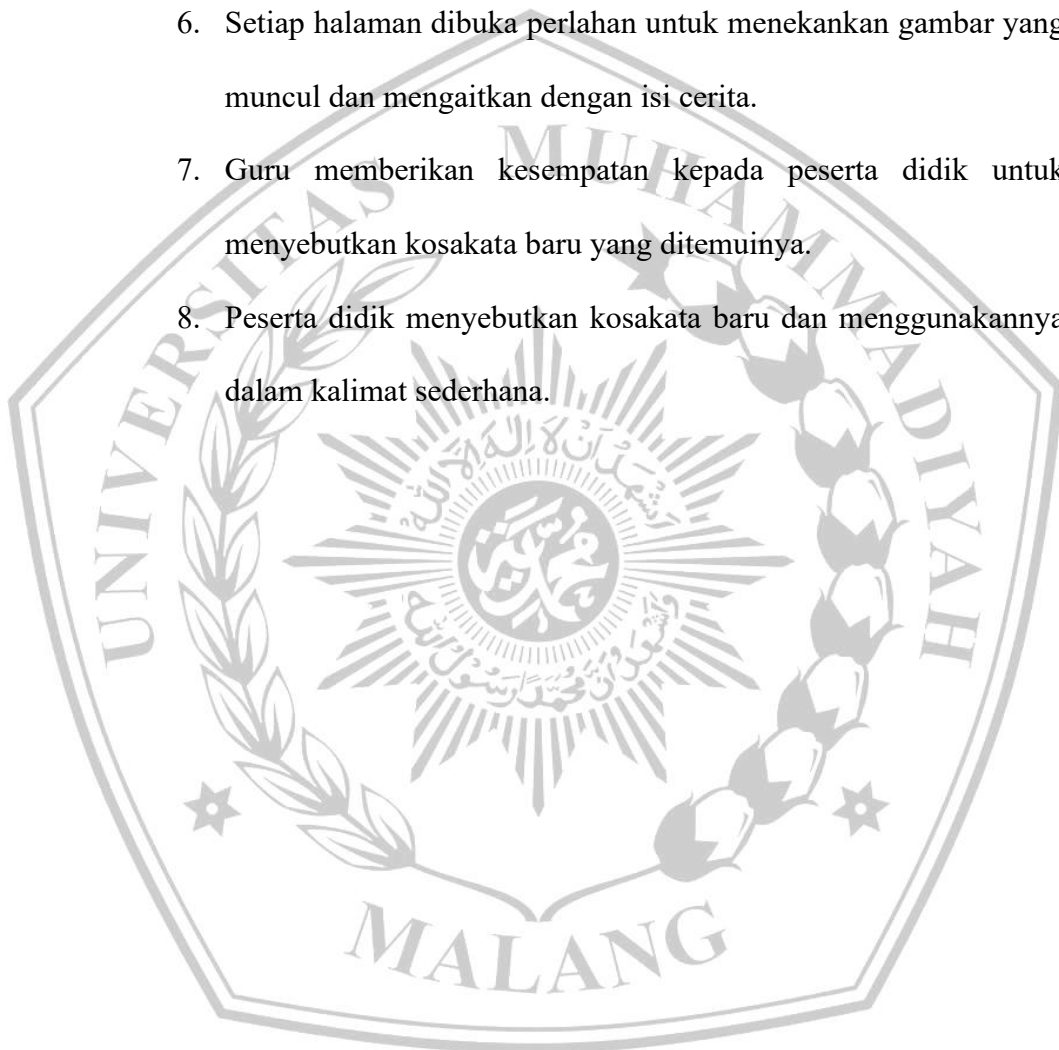 6. Setiap halaman dibuka perlahan untuk menekankan gambar yang
muncul dan mengaitkan dengan isi cerita.
7. Guru memberikan kesempatan kepada peserta didik untuk
menyebutkan kosakata baru yang ditemuinya.
8. Peserta didik menyebutkan kosakata baru dan menggunakannya
dalam kalimat sederhana.
UNIVERSITAS MUHAMMADIYAH
MALANG